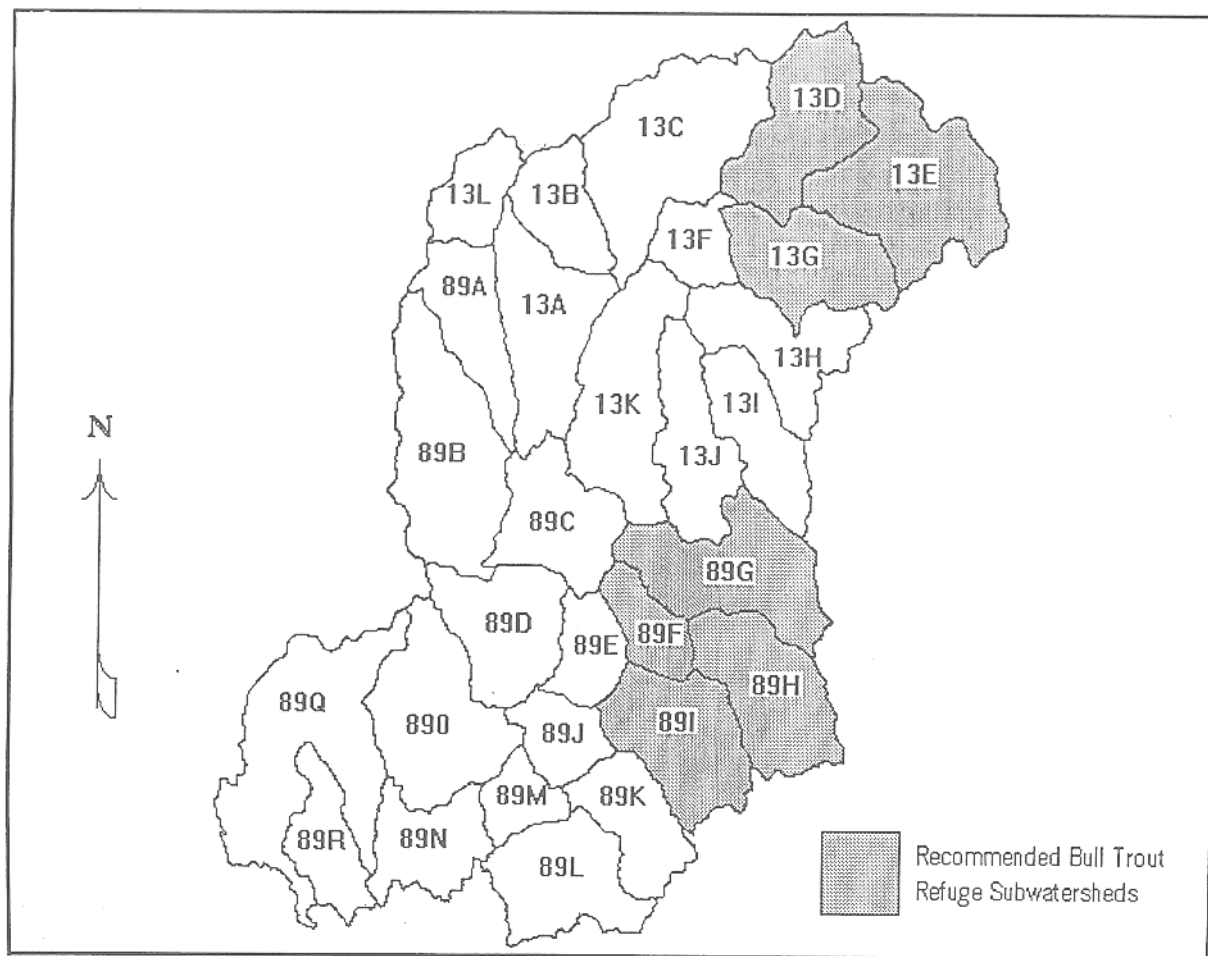 13D
13C
13E
13L
13B
13F
13G
89A
13A
13H
13K
13I
N
89B
13J
89C
89G
89D
89E
89F
89H
89Q
890
89J
89I
89M
89K
89R
89N
89L
Recommended Bull Trout
Refuge Subwatersheds